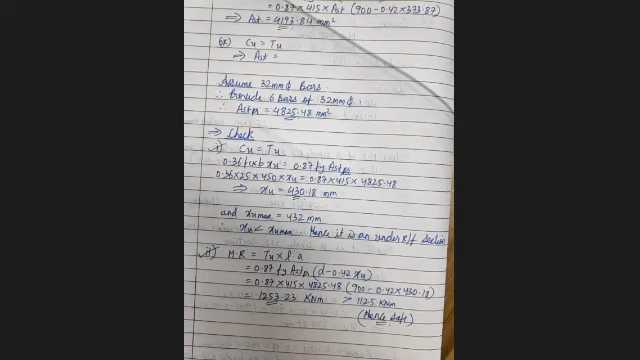 = 0.87 × 415 × Ast (900 - 0.42 × 373.87)
⇒ Ast = 4193.84 mm²
(or) Cu = Tu
⇒ Ast =
Assume 32mmΦ Bars.
∴ Provide 6 Bars of 32mmΦ
∴ Astpr = 4825.48 mm²
⇒ Check
i) Cu = Tu
0.36 fck b xu = 0.87 fy Astpr
0.36×25×450×xu = 0.87×415×4825.48
⇒ xu = 430.18 mm
and xumax = 432 mm
∴ xu < xumax. Hence it is an under r/f section
ii) M.R = Tu × l.a
= 0.87 fy Astpr (d - 0.42 xu)
= 0.87 × 415 × 4825.48 (900 - 0.42 × 430.18)
= 1253.23 KNm > 112.5 KNm
(Hence Safe)